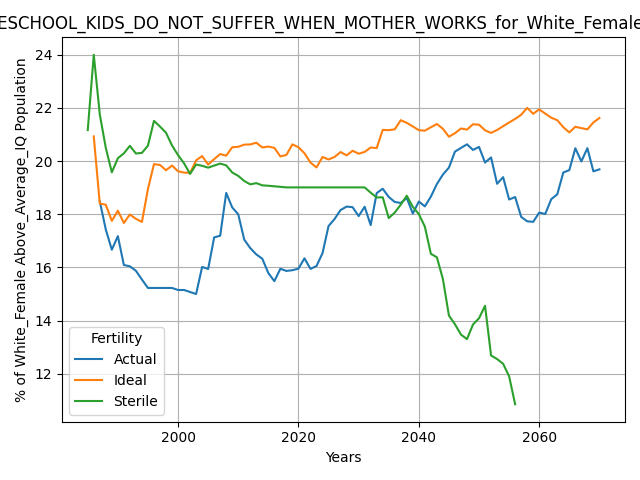 ESCHOOL_KIDS_DO_NOT_SUFFER_WHEN_MOTHER_WORKS_for_White_Female
% of White_Female Above_Average_IQ Population
24
22
20
18
16
14
12
Fertility
Actual
Ideal
Sterile
2000
2020
2040
2060
Years